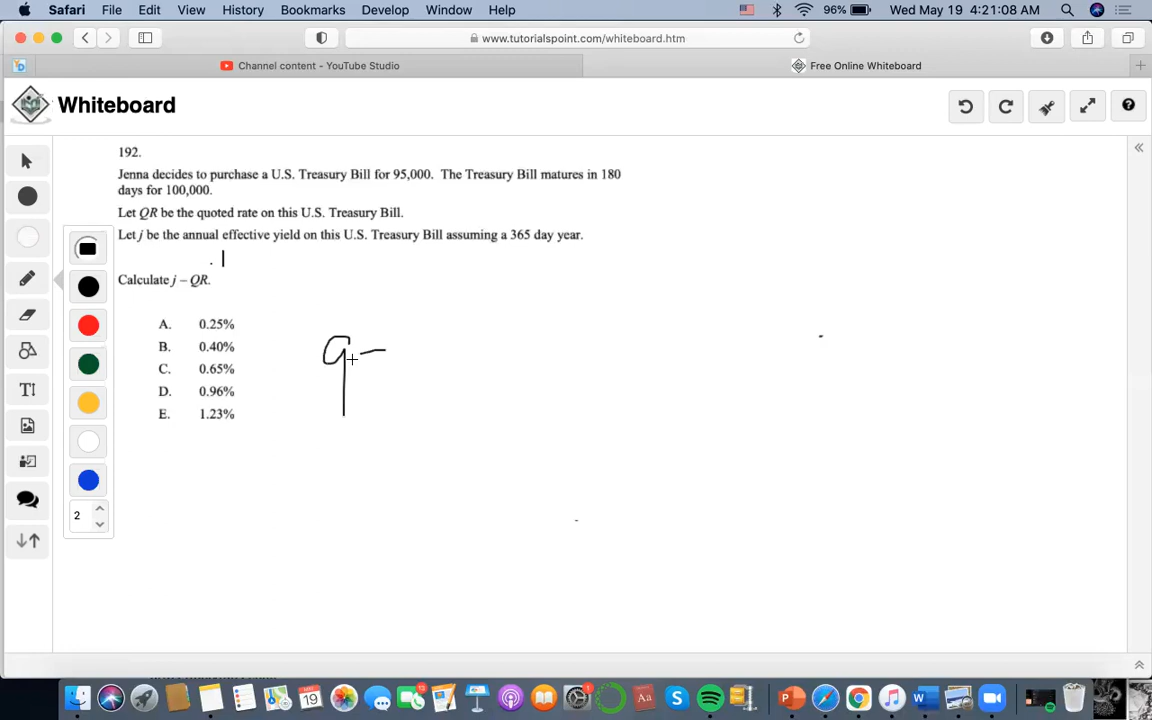 Safari File Edit View History Bookmarks Develop Window Help 96% Wed May 19 4:21:08 AM
www.tutorialspoint.com/whiteboard.htm
Channel content - YouTube Studio Free Online Whiteboard
Whiteboard
192.
Jenna decides to purchase a U.S. Treasury Bill for 95,000. The Treasury Bill matures in 180
days for 100,000.
Let QR be the quoted rate on this U.S. Treasury Bill.
Let j be the annual effective yield on this U.S. Treasury Bill assuming a 365 day year.
Calculate j – QR.
A. 0.25%
B. 0.40%
C. 0.65%
D. 0.96%
E. 1.23%
9 –
2